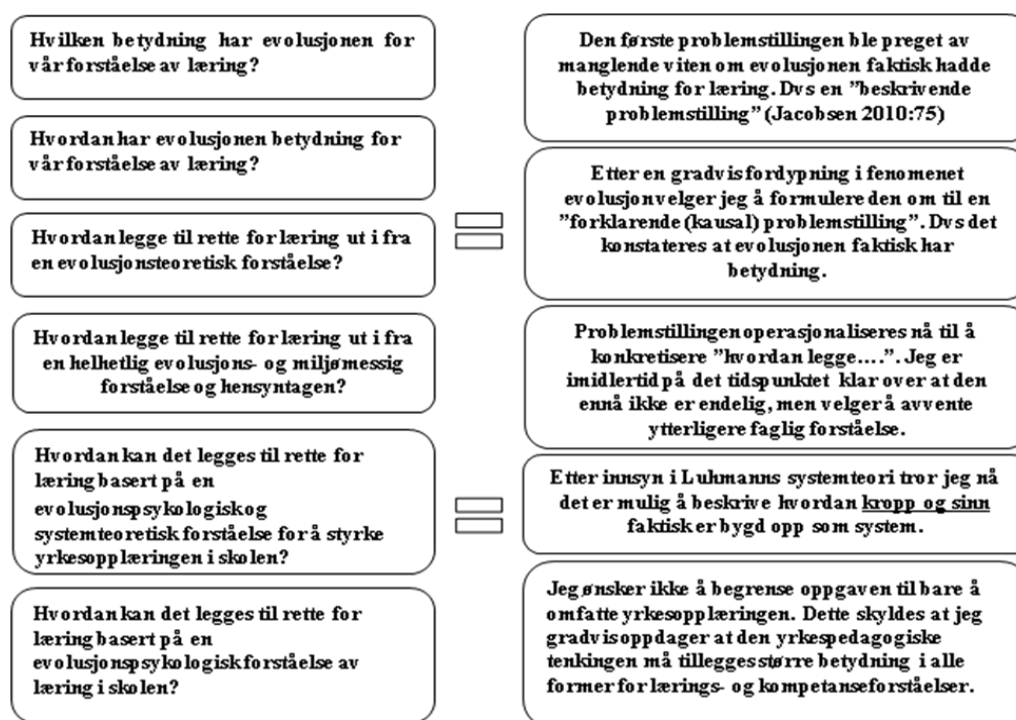 Hvilken betydning har evolusjonen for
vår forståelse av læring?
Hvordan har evolusjonen betydning for
vår forståelse av læring?
Hvordan legge til rette for læring ut i fra
en evolusjonsteoretisk forståelse?
Hvordan legge til rette for læring ut i fra
en helhetlig evolusjons- og miljømessig
forståelse og hensyntagen?
Hvordan kan det legges til rette for
læring basert på en
evolusjonspsykologisk og
systemteoretisk forståelse for å styrke
yrkesopplæringen i skolen?
Hvordan kan det legges til rette for
læring basert på en
evolusjonspsykologisk forståelse av
læring i skolen?
Den første problemstillingen ble preget av
manglende viten om evolusjonen faktisk hadde
betydning for læring. Dvs en ”beskrivende
problemstilling” (Jacobsen 2010:75)
Etter en gradvis fordypning i fenomenet
evolusjon velger jeg å formulere den om til en
”forklarende (kausal) problemstilling”. Dvs det
konstateres at evolusjonen faktisk har
betydning.
Problemstillingen operasjonaliseres nå til å
konkretisere ”hvordan legge….”. Jeg er
imidlertid på det tidspunktet klar over at den
ennå ikke er endelig, men velger å avvente
ytterligere faglig forståelse.
Etter innsyn i Luhmanns systemteori tror jeg nå
det er mulig å beskrive hvordan kropp og sinn
faktisk er bygd opp som system.
Jeg ønsker ikke å begrense oppgaven til bare å
omfatte yrkesopplæringen. Dette skyldes at jeg
gradvis oppdager at den yrkespedagogiske
tenkingen må tillegges større betydning i alle
former for lærings- og kompetanseforståelser.